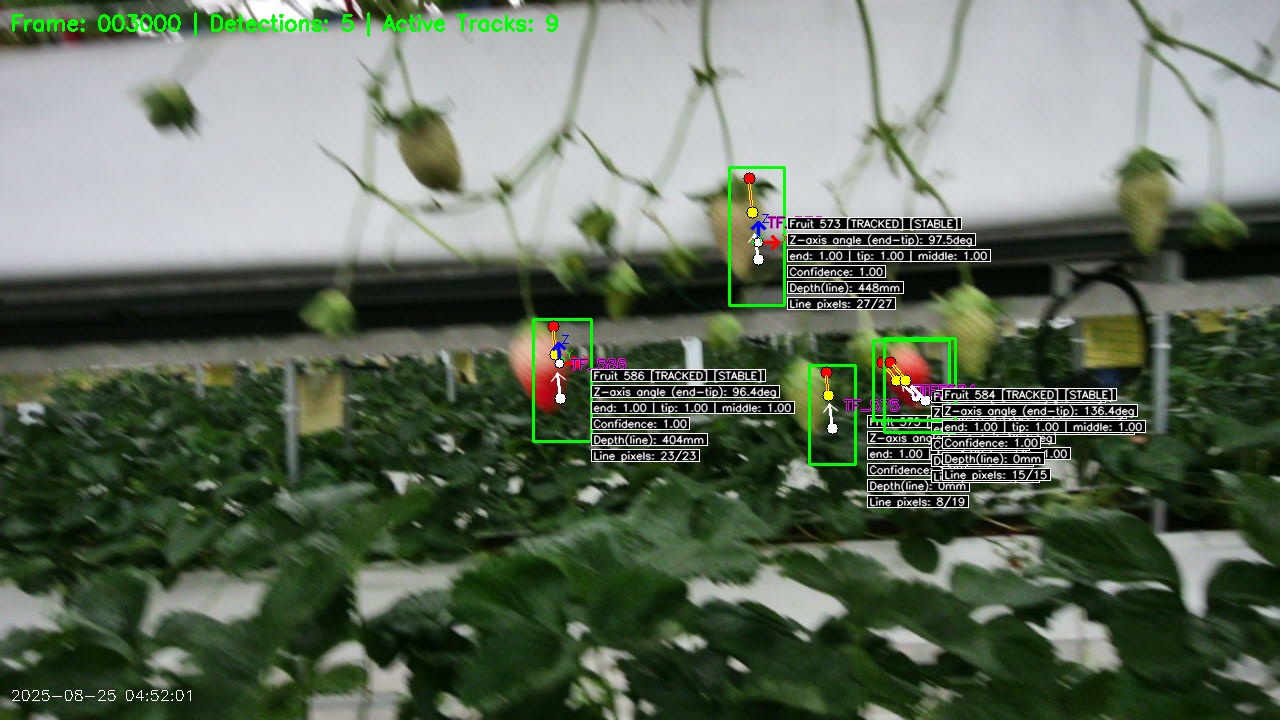 Frame: 003000 | Detections: 5 | Active Tracks: 9
Z
Fruit 573 [TRACKED] [STABLE]
Z-axis angle (end-tip): 97.5deg
end: 1.00 | tip: 1.00 | middle: 1.00
Confidence: 1.00
Depth(line): 448mm
Line pixels: 27/27
Z
TF_586
Fruit 586 [TRACKED] [STABLE]
Z-axis angle (end-tip): 96.4deg
end: 1.00 | tip: 1.00 | middle: 1.00
Confidence: 1.00
Depth(line): 404mm
Line pixels: 23/23
Fruit 584 [TRACKED] [STABLE]
Z-axis angle (end-tip): 136.4deg
end: 1.00 | tip: 1.00 | middle: 1.00
Confidence: 1.00
Depth(line): 0mm
Line pixels: 15/15
Z-axis angle
end: 1.00
Confidence:
Depth(line): 0mm
Line pixels: 8/19
2025-08-25 04:52:01